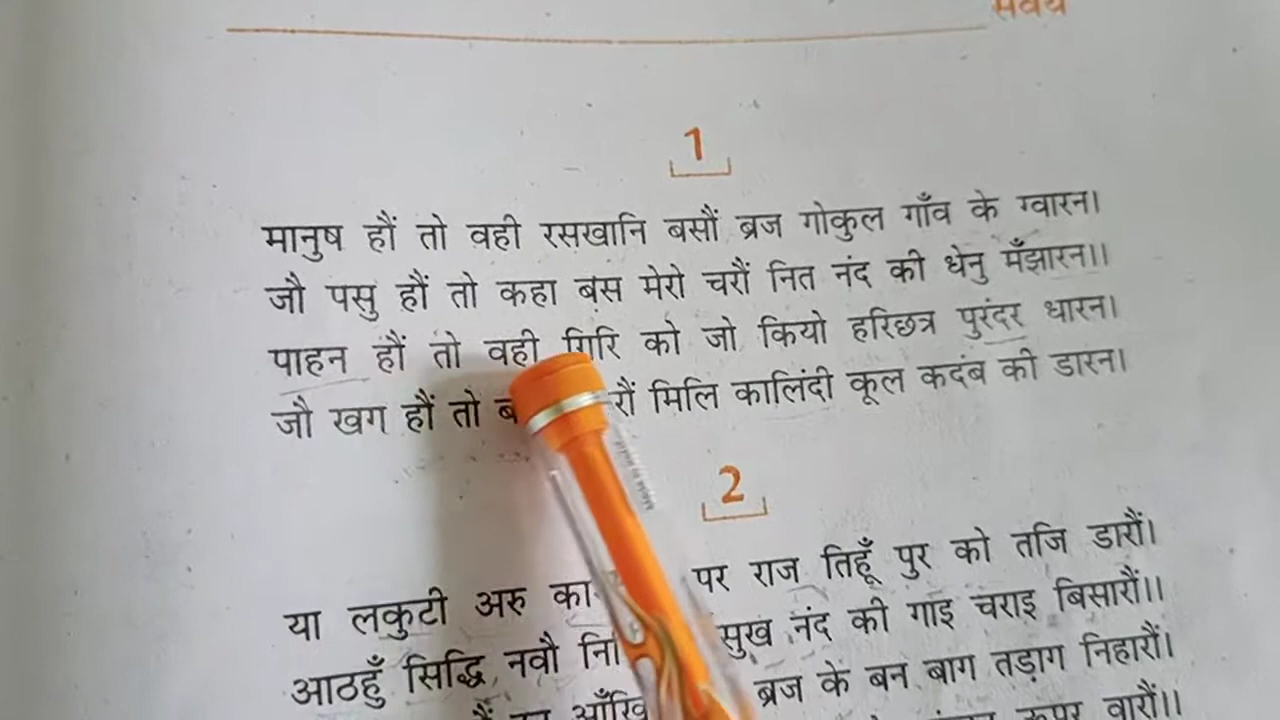 सवैये
1
मानुष हौं तो वही रसखानि बसौं ब्रज गोकुल गाँव के ग्वारन।
जौ पसु हौं तो कहा बस मेरो चरौं नित नंद की धेनु मँझारन।।
पाहन हौं तो वही गिरि को जो कियो हरिछत्र पुरंदर धारन।
जौ खग हौं तो मिलि कालिंदी कूल कदंब की डारन।
2
या लकुटी अरु पर राज तिहूँ पुर को तजि डारौं।
आठहुँ सिद्धि नवौ सुख नंद की गाइ चराइ बिसारौं।।
ब्रज के बन बाग तड़ाग निहारौं।
वारौं।।